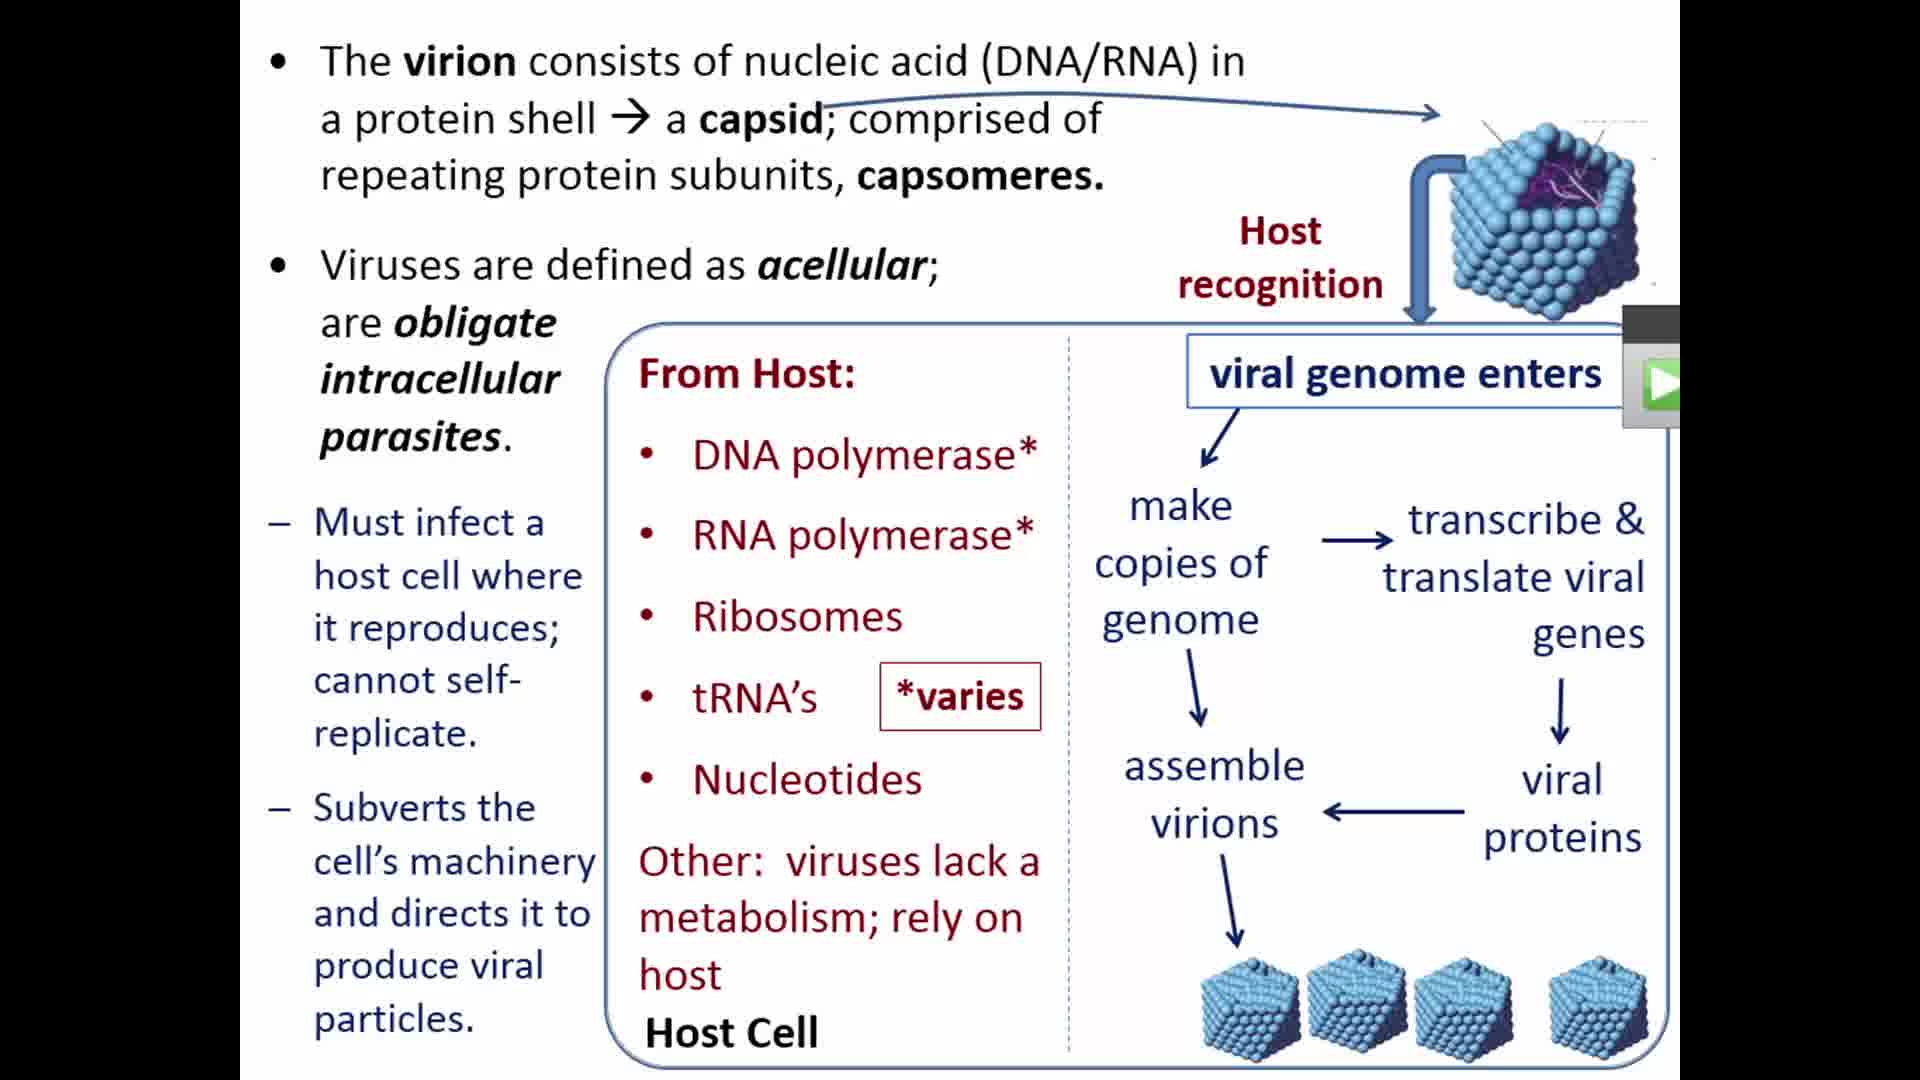 • The virion consists of nucleic acid (DNA/RNA) in
a protein shell → a capsid; comprised of
repeating protein subunits, capsomeres.
• Viruses are defined as acellular;
are obligate
intracellular
parasites.
– Must infect a
host cell where
it reproduces;
cannot self-
replicate.
– Subverts the
cell’s machinery
and directs it to
produce viral
particles.
From Host:
• DNA polymerase*
• RNA polymerase*
• Ribosomes
• tRNA’s
*varies
• Nucleotides
Other: viruses lack a
metabolism; rely on
host
Host Cell
Host
recognition
viral genome enters
make
copies of
genome
transcribe &
translate viral
genes
viral
proteins
assemble
virions